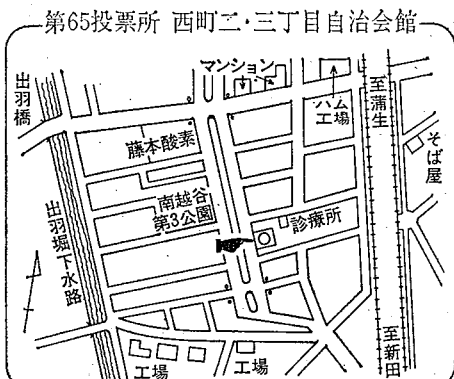 第65投票所 西町二・三丁目自治会館
マンション
ハム
工場
至蒲生
そば屋
出羽橋
藤本酸素
南越谷
第3公園
診療所
出羽堀下水路
至新田
工場
工場